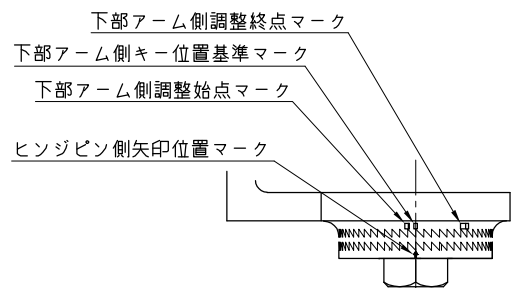 下部アーム側調整終点マーク
下部アーム側キー位置基準マーク
下部アーム側調整始点マーク
ヒンジピン側矢印位置マーク